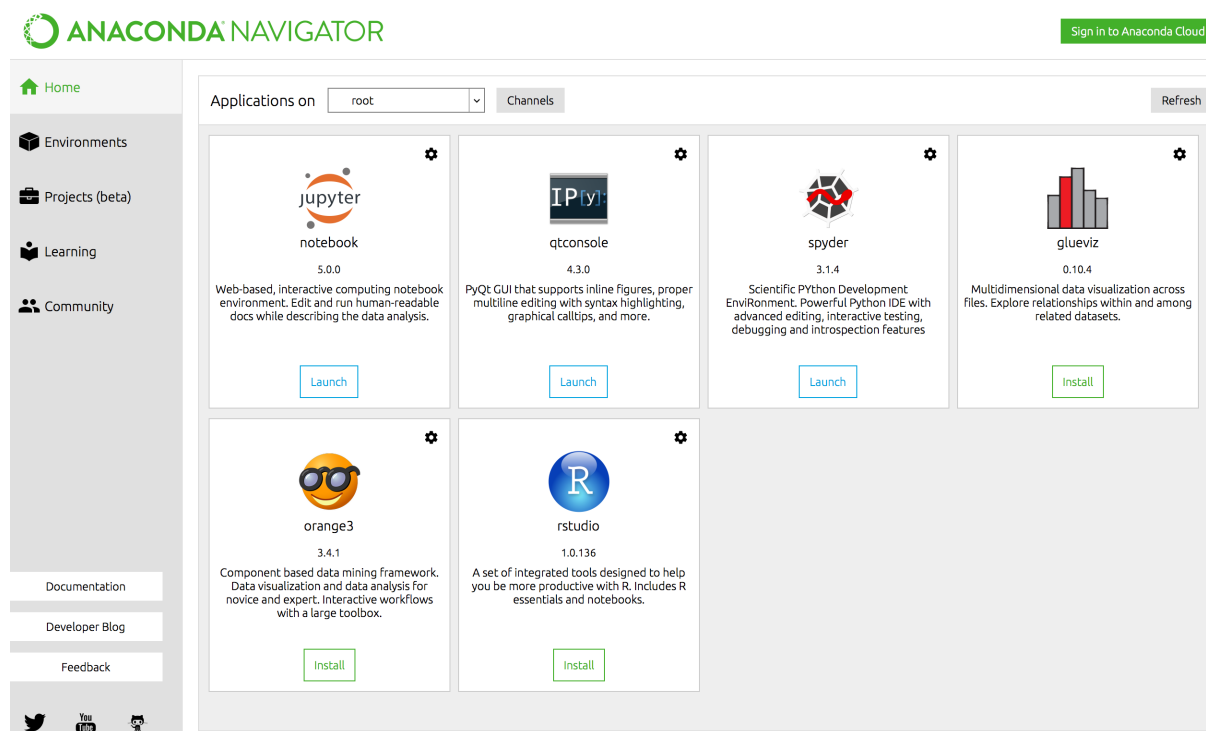 ANACONDA NAVIGATOR
Sign in to Anaconda Cloud
Home
Environments
Projects (beta)
Learning
Community
Documentation
Developer Blog
Feedback
You
Tube
Applications on
root
Channels
Refresh
jupyter
notebook
5.0.0
Web-based, interactive computing notebook
environment. Edit and run human-readable
docs while describing the data analysis.
Launch
IP[y]:
qtconsole
4.3.0
PyQt GUI that supports inline figures, proper
multiline editing with syntax highlighting,
graphical calltips, and more.
Launch
spyder
3.1.4
Scientific PYthon Development
EnviRonment. Powerful Python IDE with
advanced editing, interactive testing,
debugging and introspection features
Launch
glueviz
0.10.4
Multidimensional data visualization across
files. Explore relationships within and among
related datasets.
Install
orange3
3.4.1
Component based data mining framework.
Data visualization and data analysis for
novice and expert. Interactive workflows
with a large toolbox.
Install
R
rstudio
1.0.136
A set of integrated tools designed to help
you be more productive with R. Includes R
essentials and notebooks.
Install